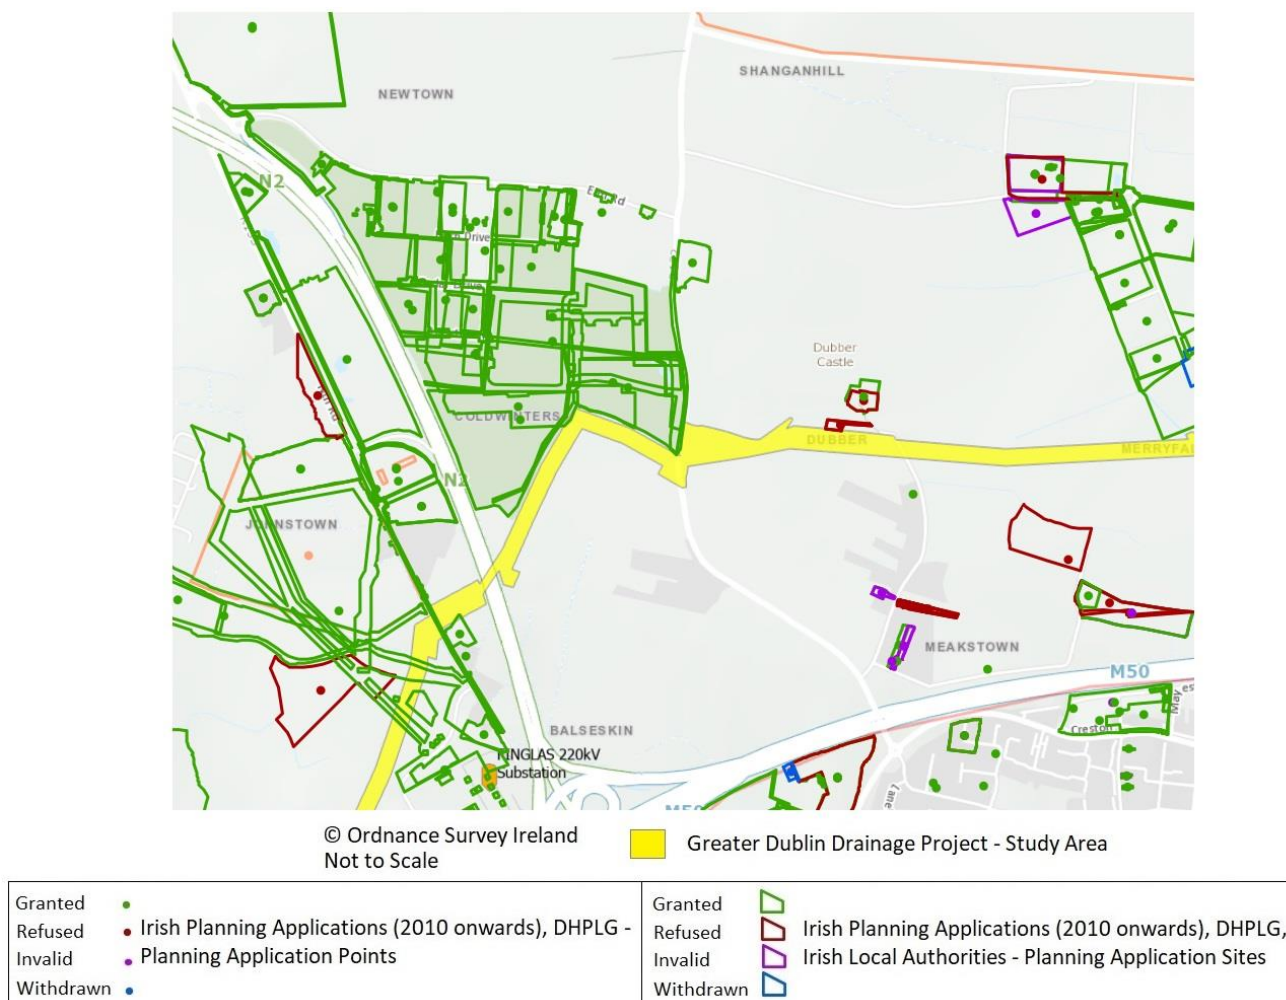 SHANGANHILL
NEWTOWN
N2
Dubber
Castle
COLDWINTERS
DUBBER
N2
JOHNSTOWN
MEAKSTOWN
M50
Creston
May
BALSESKIN
FINGLAS 220kV
Substation
Lane
M50
© Ordnance Survey Ireland
Not to Scale
Greater Dublin Drainage Project - Study Area
Granted
Refused
Invalid
Withdrawn
Irish Planning Applications (2010 onwards), DHPLG -
Planning Application Points
Granted
Refused
Invalid
Withdrawn
Irish Planning Applications (2010 onwards), DHPLG,
Irish Local Authorities - Planning Application Sites